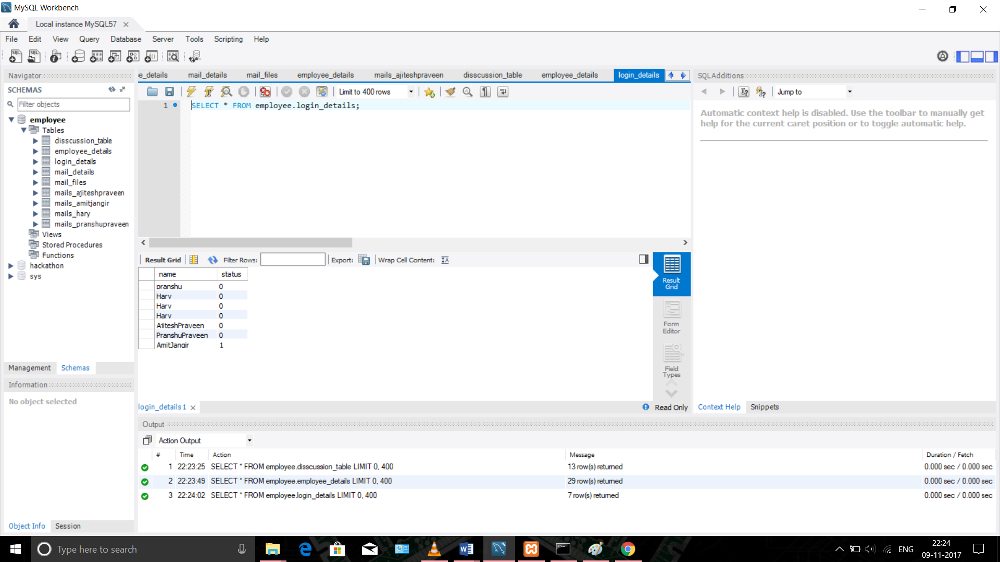 MySQL Workbench
Local instance MySQL57
File Edit View Query Database Server Tools Scripting Help
Navigator
SCHEMAS
Filter objects
employee
Tables
disscussion_table
employee_details
login_details
mail_details
mail_files
mails_ajiteshpraveen
mails_amitjangir
mails_hary
mails_pranshupraveen
Views
Stored Procedures
Functions
hackathon
sys
Management Schemas
Information
No object selected
Object Info Session
e_details mail_details mail_files employee_details mails_ajiteshpraveen disscussion_table employee_details login_details
Limit to 400 rows
1 SELECT * FROM employee.login_details;
Result Grid Filter Rows: Export: Wrap Cell Content:
name status
pranshu 0
Hary 0
Hary 0
Hary 0
AjiteshPraveen 0
PranshuPraveen 0
AmitJangir 1
Result Grid
Form Editor
Field Types
login_details 1
Read Only
SQLAdditions
Jump to
Automatic context help is disabled. Use the toolbar to manually get
help for the current caret position or to toggle automatic help.
Context Help Snippets
Output
Action Output
# Time Action Message Duration / Fetch
1 22:23:25 SELECT * FROM employee.disscussion_table LIMIT 0, 400 13 row(s) returned 0.000 sec / 0.000 sec
2 22:23:49 SELECT * FROM employee.employee_details LIMIT 0, 400 29 row(s) returned 0.000 sec / 0.000 sec
3 22:24:02 SELECT * FROM employee.login_details LIMIT 0, 400 7 row(s) returned 0.000 sec / 0.000 sec
Type here to search
ENG
22:24
09-11-2017